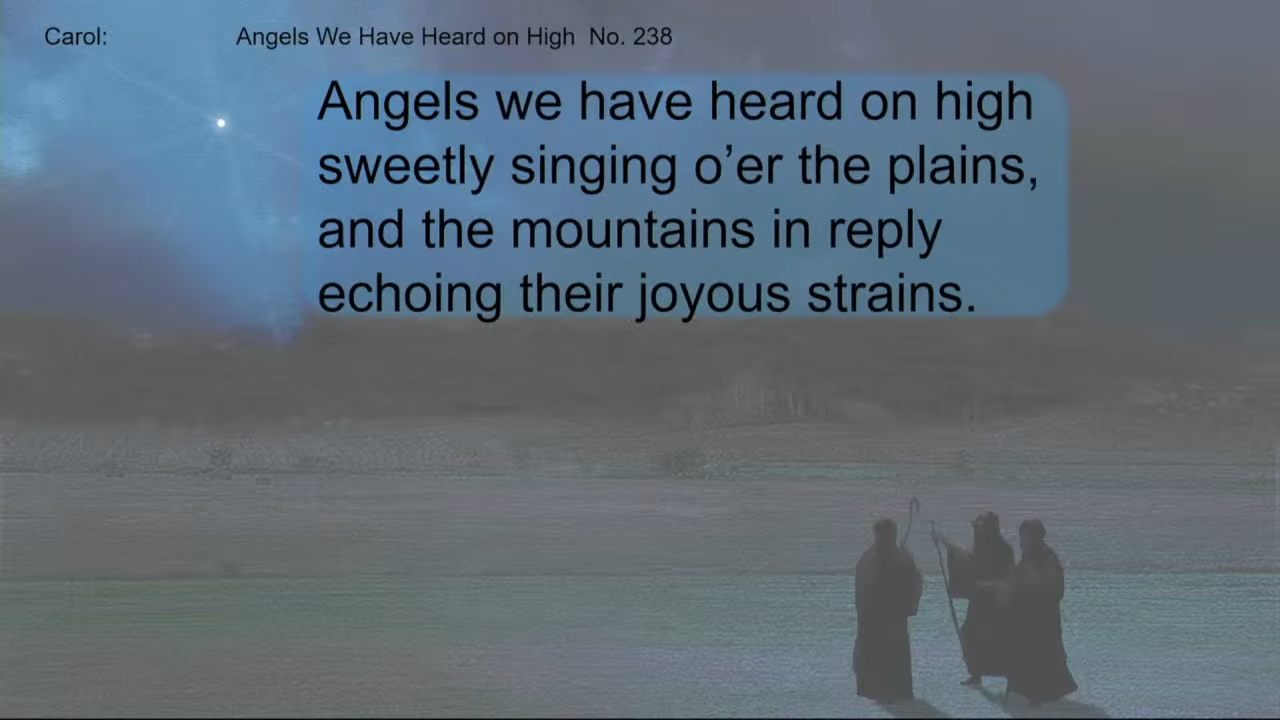 Carol: Angels We Have Heard on High No. 238
Angels we have heard on high
sweetly singing o’er the plains,
and the mountains in reply
echoing their joyous strains.